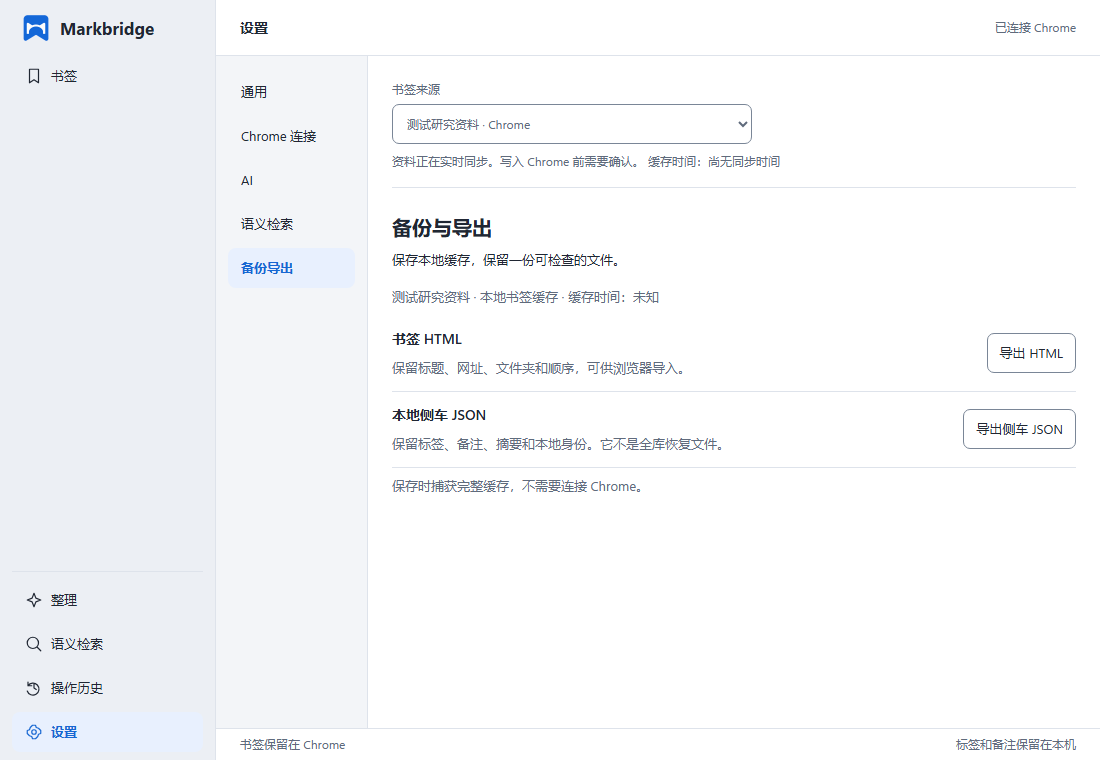 Markbridge
书签
整理
语义检索
操作历史
设置
设置
已连接 Chrome
通用
Chrome 连接
AI
语义检索
备份导出
书签来源
测试研究资料 · Chrome
资料正在实时同步。写入 Chrome 前需要确认。 缓存时间：尚无同步时间
备份与导出
保存本地缓存，保留一份可检查的文件。
测试研究资料 · 本地书签缓存 · 缓存时间：未知
书签 HTML
保留标题、网址、文件夹和顺序，可供浏览器导入。
导出 HTML
本地侧车 JSON
保留标签、备注、摘要和本地身份。它不是全库恢复文件。
导出侧车 JSON
保存时捕获完整缓存，不需要连接 Chrome。
书签保留在 Chrome
标签和备注保留在本机